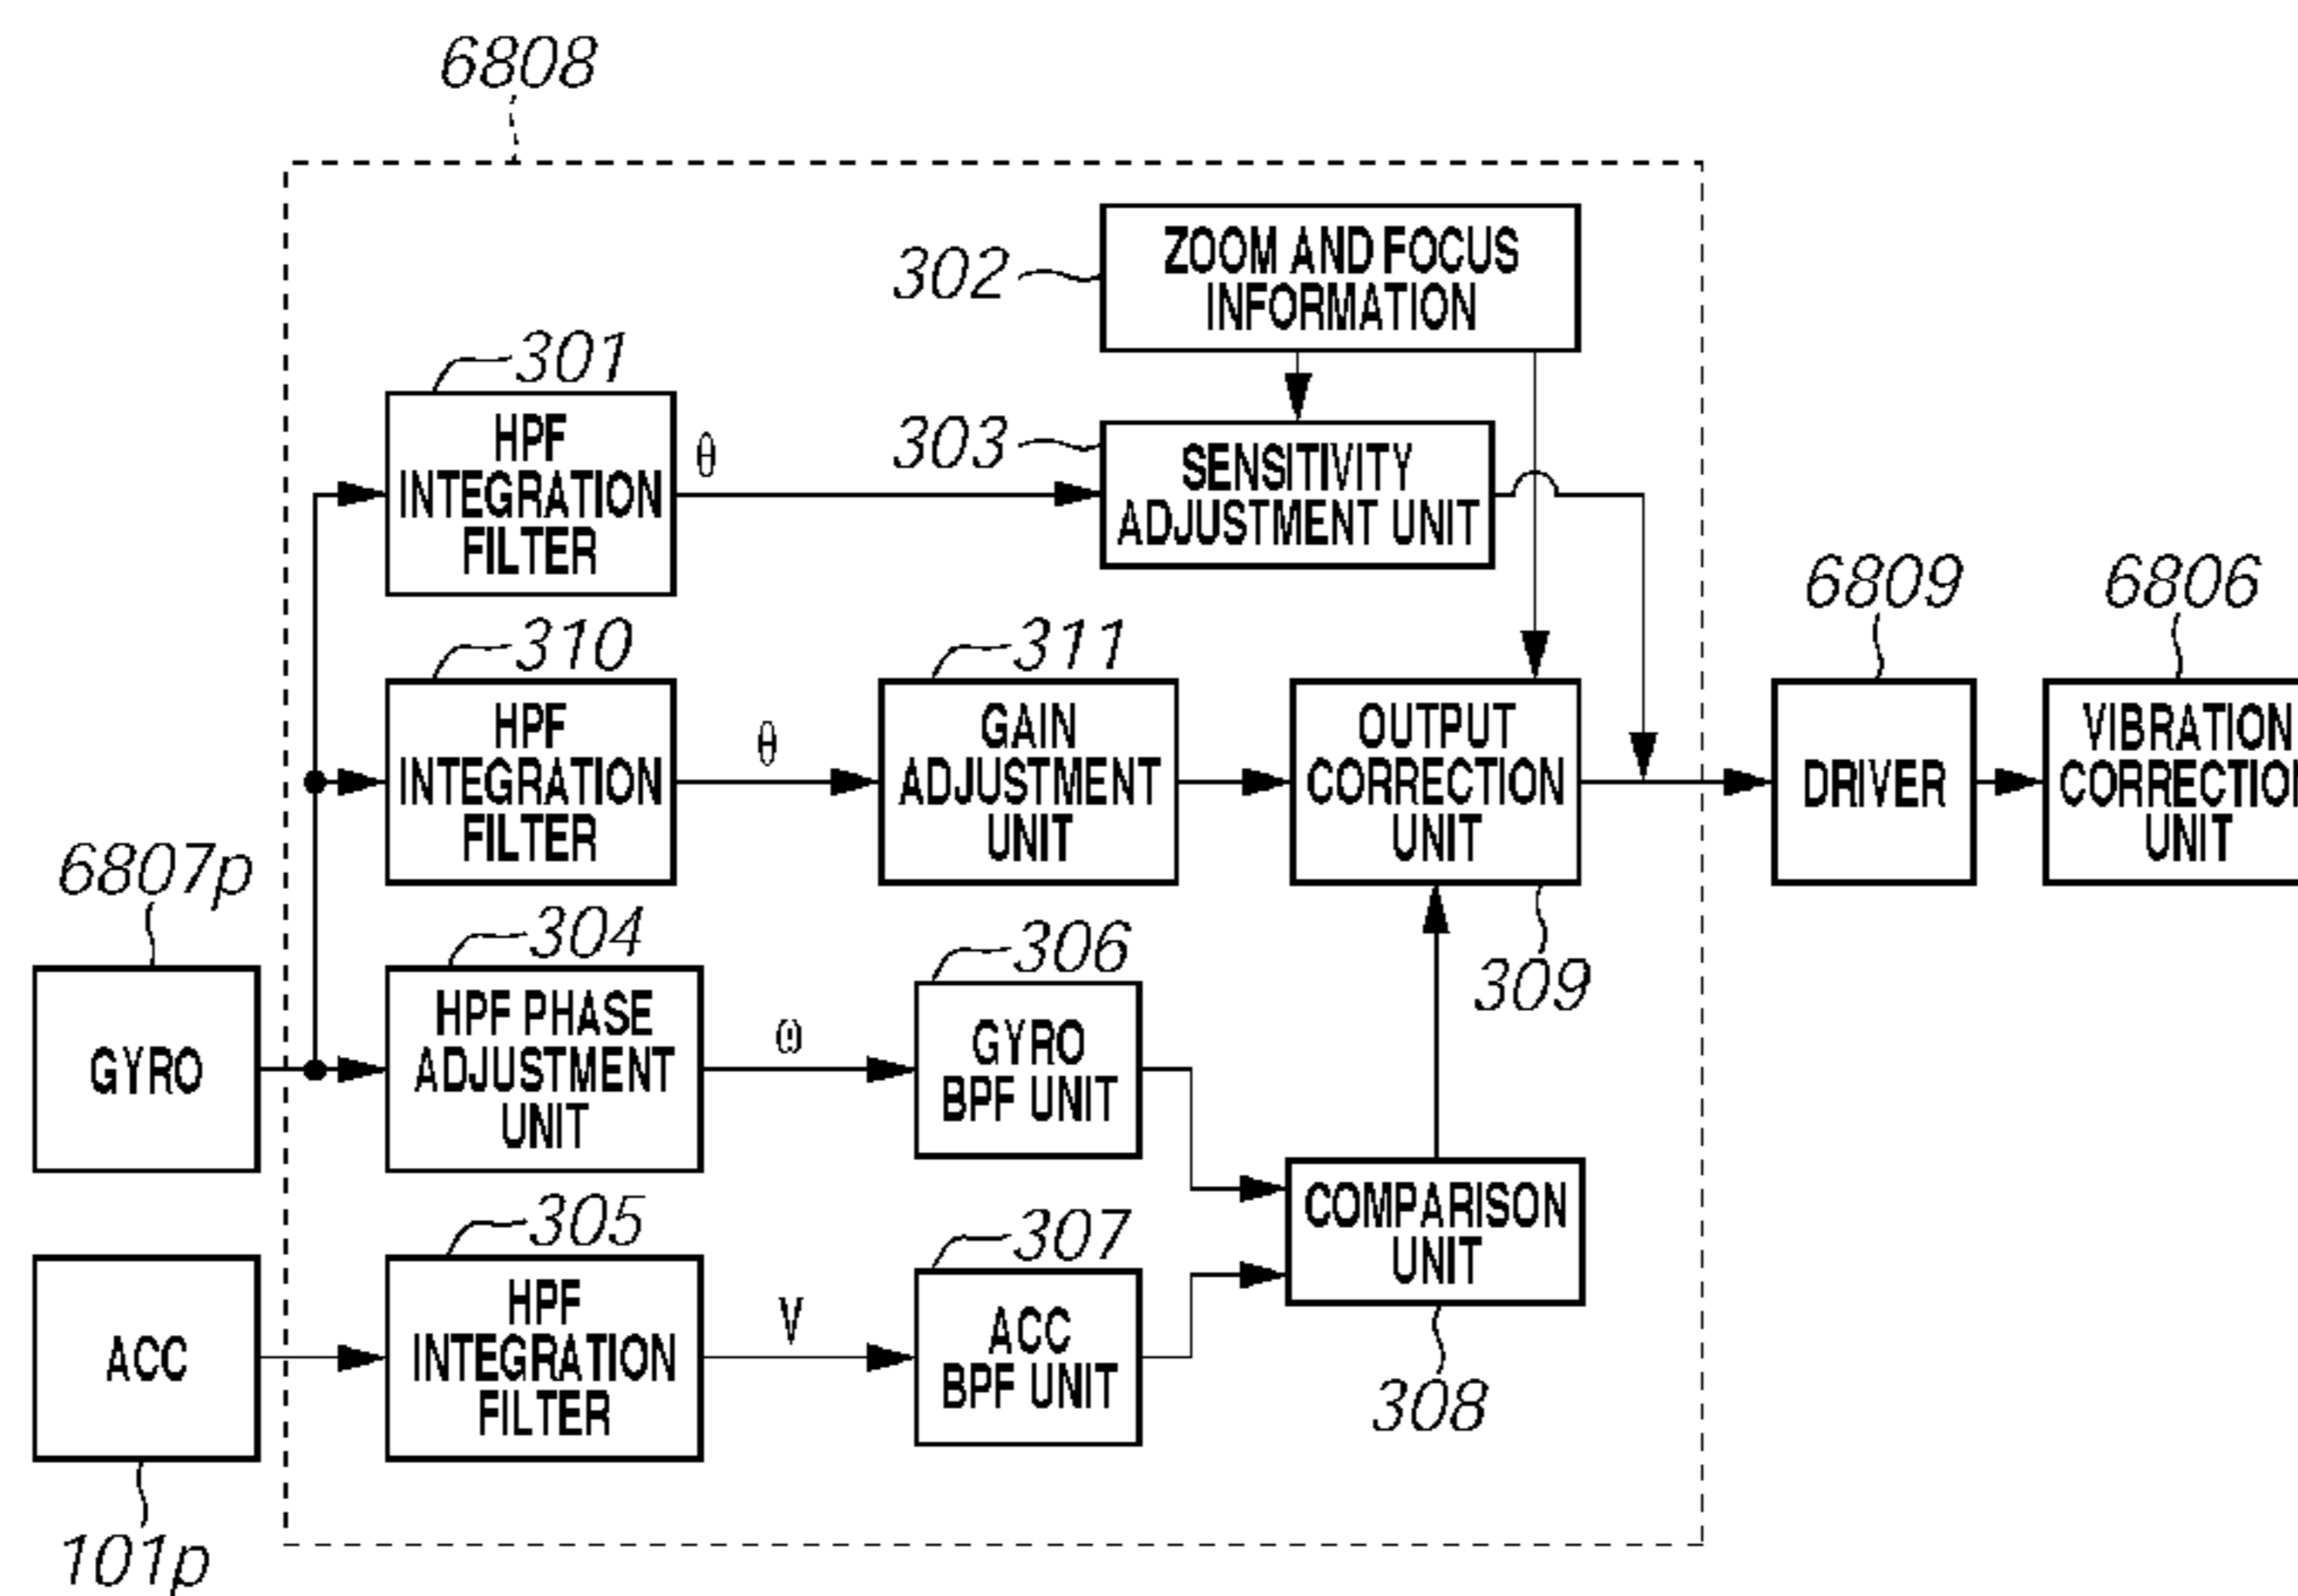 6808
302
ZOOM AND FOCUS
INFORMATION
301
HPF
INTEGRATION
FILTER
θ
303
SENSITIVITY
ADJUSTMENT UNIT
310
HPF
INTEGRATION
FILTER
θ
311
GAIN
ADJUSTMENT
UNIT
OUTPUT
CORRECTION
UNIT
309
6809
DRIVER
6806
VIBRATION
CORRECTION
UNIT
6807p
GYRO
304
HPF PHASE
ADJUSTMENT
UNIT
ω
306
GYRO
BPF UNIT
ACC
101p
305
HPF
INTEGRATION
FILTER
V
307
ACC
BPF UNIT
COMPARISON
UNIT
308